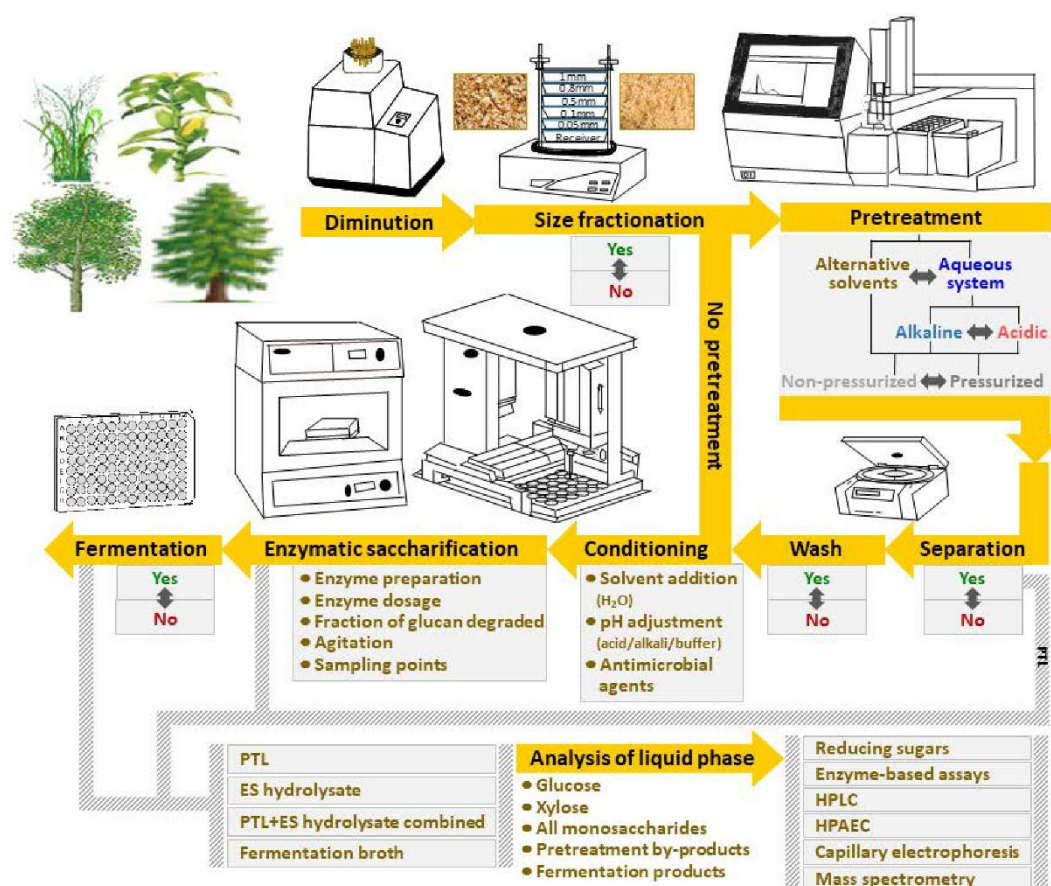 1mm
0.8mm
0.5mm
0.1mm
0.05mm
Receiver
Diminution
Size fractionation
Pretreatment
Yes
No
Alternative
solvents
Aqueous
system
Alkaline
Acidic
Non-pressurized
Pressurized
No pretreatment
Fermentation
Enzymatic saccharification
Conditioning
Wash
Separation
Yes
No
• Enzyme preparation
• Enzyme dosage
• Fraction of glucan degraded
• Agitation
• Sampling points
• Solvent addition
(H₂O)
• pH adjustment
(acid/alkali/buffer)
• Antimicrobial
agents
Yes
No
Yes
No
PTL
PTL
ES hydrolysate
PTL+ES hydrolysate combined
Fermentation broth
Analysis of liquid phase
• Glucose
• Xylose
• All monosaccharides
• Pretreatment by-products
• Fermentation products
Reducing sugars
Enzyme-based assays
HPLC
HPAEC
Capillary electrophoresis
Mass spectrometry